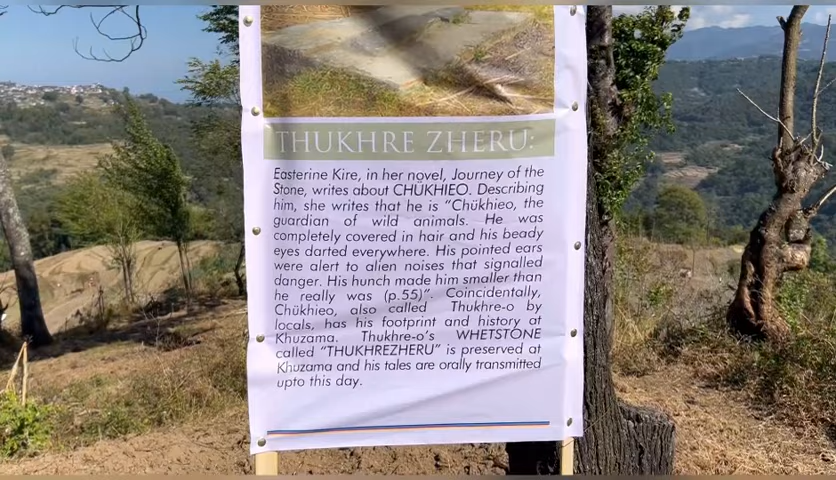 THUKHRE ZHERU:
Easterine Kire, in her novel, Journey of the
Stone, writes about CHÜKHIEO. Describing
him, she writes that he is "Chükhieo, the
guardian of wild animals. He was
completely covered in hair and his beady
eyes darted everywhere. His pointed ears
were alert to alien noises that signalled
danger. His hunch made him smaller than
he really was (p.55)". Coincidentally,
Chükhieo, also called Thukhre-o by
locals, has his footprint and history at
Khuzama. Thukhre-o's WHETSTONE
called "THUKHREZHERU" is preserved at
Khuzama and his tales are orally transmitted
upto this day.